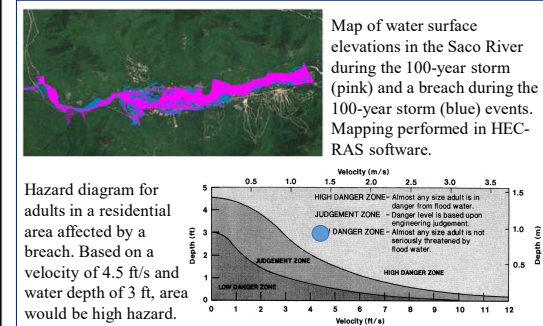 Map of water surface
elevations in the Saco River
during the 100-year storm
(pink) and a breach during the
100-year storm (blue) events.
Mapping performed in HEC-
RAS software.
Hazard diagram for
adults in a residential
area affected by a
breach. Based on a
velocity of 4.5 ft/s and
water depth of 3 ft, area
would be high hazard.
Velocity (m/s)
0.5 1.0 1.5 2.0 2.5 3.0 3.5
HIGH DANGER ZONE - Almost any size adult is in
danger from flood water.
JUDGEMENT ZONE - Danger level is based upon
engineering judgement.
DANGER ZONE - Almost any size adult is not
seriously threatened by
flood water.
JUDGEMENT ZONE
HIGH DANGER ZONE
LOW DANGER ZONE
Depth (ft)
5
4
3
2
1
0
1.5
1.0
0.5
Depth (m)
0 1 2 3 4 5 6 7 8 9 10 11 12
Velocity (ft/s)